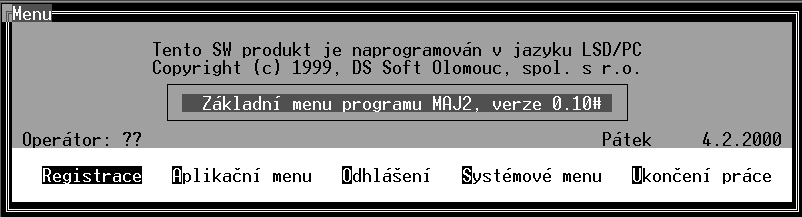 Menu
Tento SW produkt je naprogramován v jazyku LSD/PC
Copyright (c) 1999, DS Soft Olomouc, spol. s r.o.
Základní menu programu MAJ2, verze 0.10#
Operátor: ?? Pátek 4.2.2000
Registrace Aplikační menu Odhlášení Systémové menu Ukončení práce